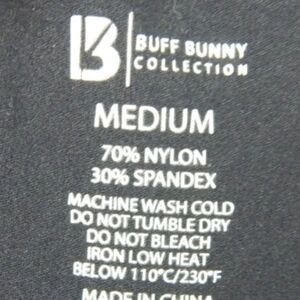 BUFF BUNNY
COLLECTION
MEDIUM
70% NYLON
30% SPANDEX
MACHINE WASH COLD
DO NOT TUMBLE DRY
DO NOT BLEACH
IRON LOW HEAT
BELOW 110°C/230°F
MADE IN CHINA